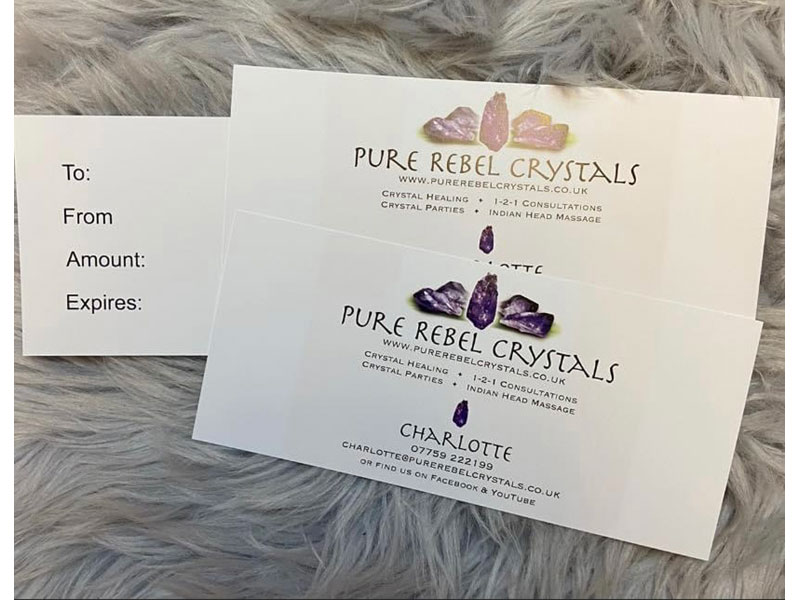 To:
From
Amount:
Expires:
PURE REBEL CRYSTALS
WWW.PUREREBELCRYSTALS.CO.UK
CRYSTAL HEALING • 1-2-1 CONSULTATIONS
CRYSTAL PARTIES • INDIAN HEAD MASSAGE
PURE REBEL CRYSTALS
WWW.PUREREBELCRYSTALS.CO.UK
CRYSTAL HEALING • 1-2-1 CONSULTATIONS
CRYSTAL PARTIES • INDIAN HEAD MASSAGE
CHARLOTTE
07759 222199
CHARLOTTE@PUREREBELCRYSTALS.CO.UK
OR FIND US ON FACEBOOK & YOUTUBE